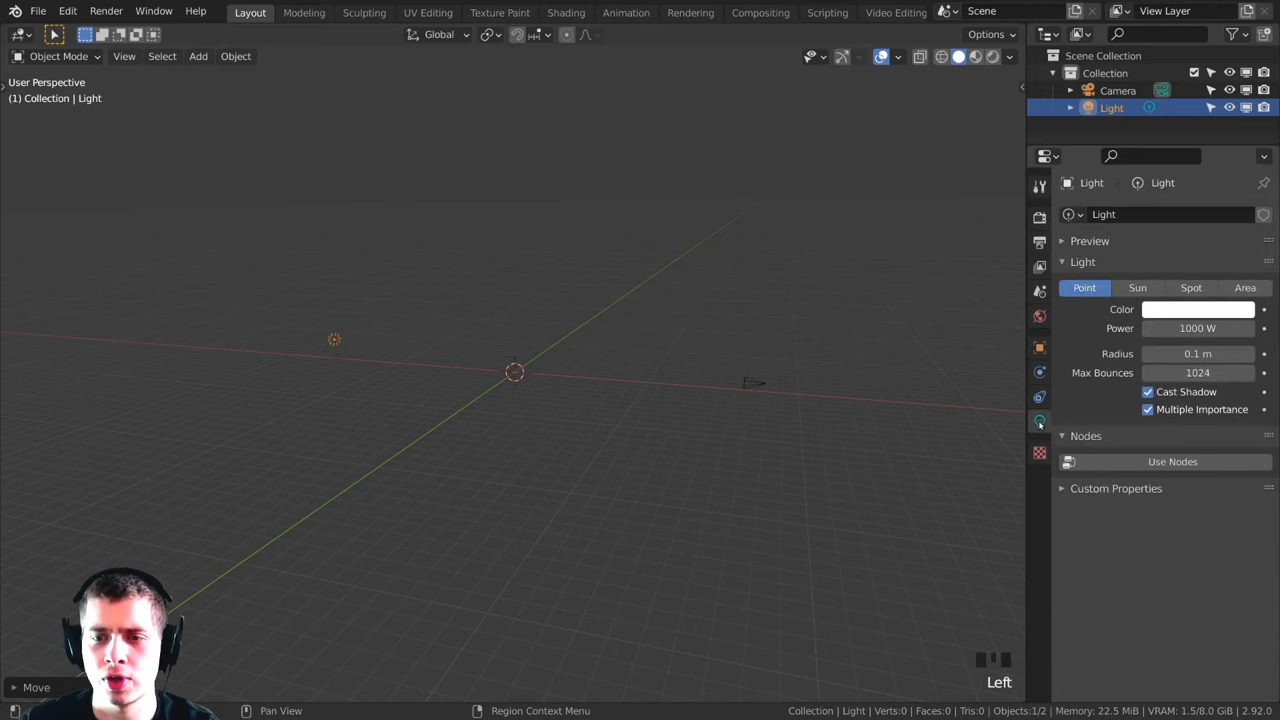 File Edit Render Window Help Layout Modeling Sculpting UV Editing Texture Paint Shading Animation Rendering Compositing Scripting Video Editing Scene View Layer
Global Options
Object Mode View Select Add Object
User Perspective
(1) Collection | Light
Scene Collection
Collection
Camera
Light
Light Light
Light
Preview
Light
Point Sun Spot Area
Color
Power 1000 W
Radius 0.1 m
Max Bounces 1024
Cast Shadow
Multiple Importance
Nodes
Use Nodes
Custom Properties
Move
Left
Pan View Region Context Menu Collection | Light | Verts:0 | Faces:0 | Tris:0 | Objects:1/2 | Memory: 22.5 MiB | VRAM: 1.5/8.0 GiB | 2.92.0